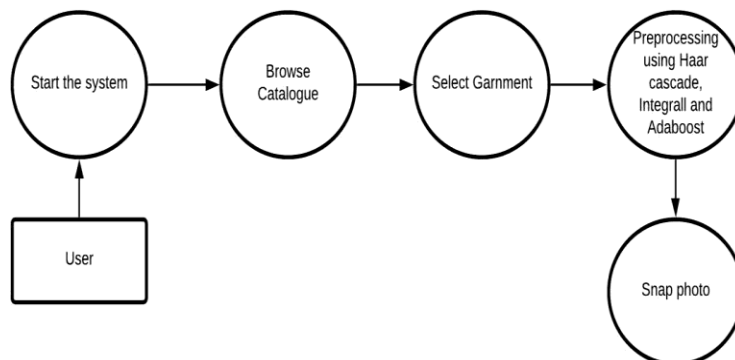 Start the system
Browse
Catalogue
Select Garnment
Preprocessing
using Haar
cascade,
Integrall and
Adaboost
User
Snap photo